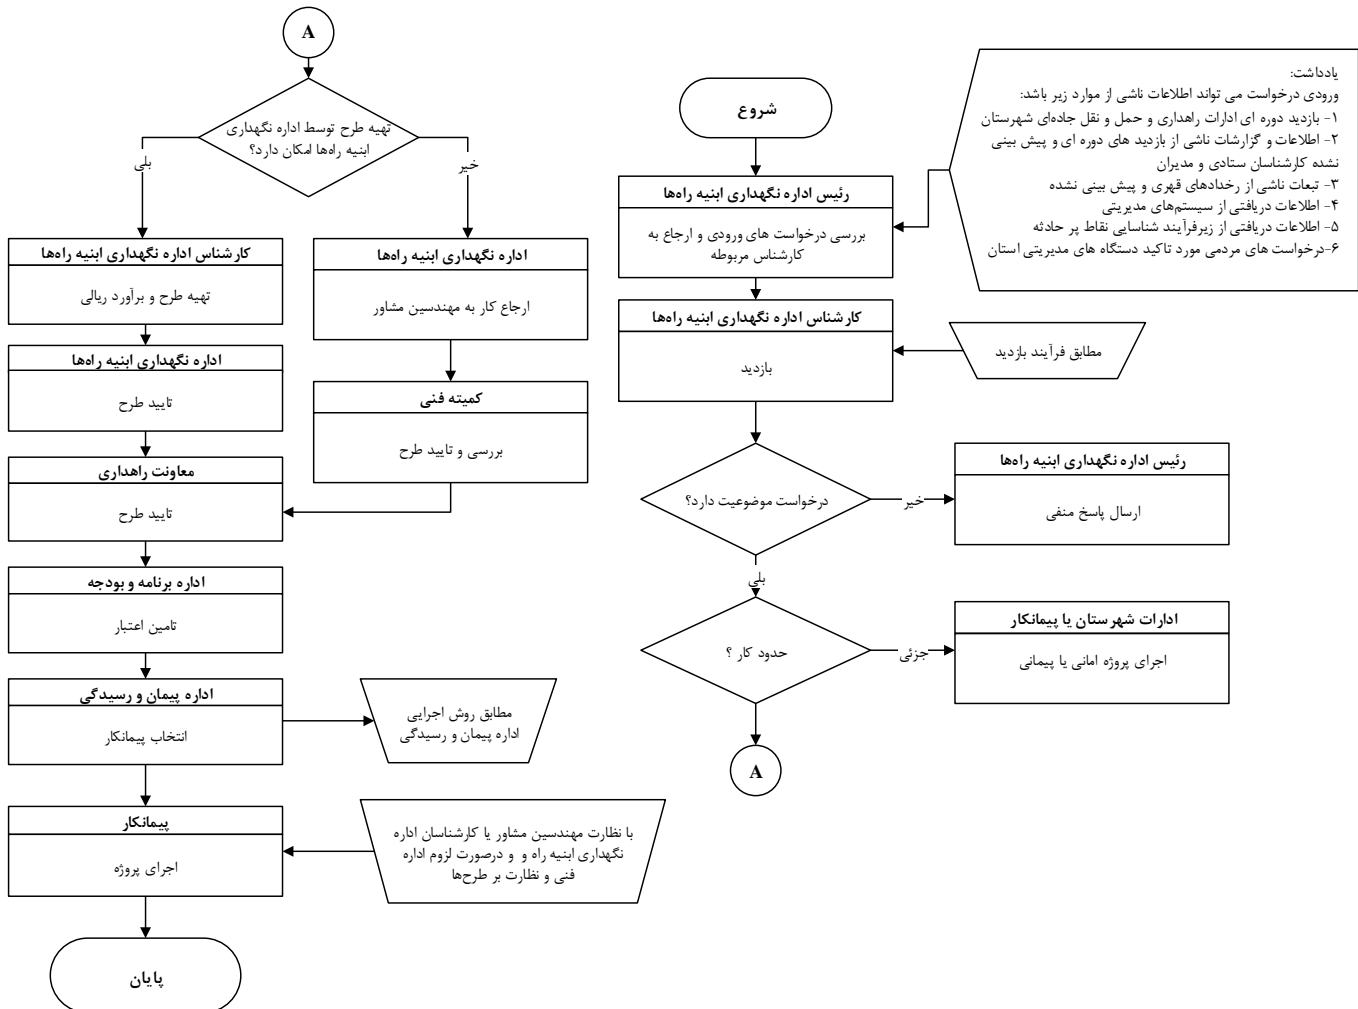 شروع
یادداشت:
ورودی درخواست می تواند اطلاعات ناشی از موارد زیر باشد:
۱- بازدید دوره ای ادارات راهداری و حمل و نقل جاده‌ای شهرستان
۲- اطلاعات و گزارشات ناشی از بازدید های دوره ای و پیش بینی
نشده کارشناسان ستادی و مدیران
۳- تبعات ناشی از رخدادهای قهری و پیش بینی نشده
۴- اطلاعات دریافتی از سیستم‌های مدیریتی
۵- اطلاعات دریافتی از زیرفرآیند شناسایی نقاط پر حادثه
۶-درخواست های مردمی مورد تاکید دستگاه های مدیریتی استان
رئیس اداره نگهداری ابنیه راه‌ها
بررسی درخواست های ورودی و ارجاع به
کارشناس مربوطه
کارشناس اداره نگهداری ابنیه راه‌ها
بازدید
مطابق فرآیند بازدید
درخواست موضوعیت دارد؟
خیر
رئیس اداره نگهداری ابنیه راه‌ها
ارسال پاسخ منفی
بلی
حدود کار ؟
جزئی
ادارات شهرستان یا پیمانکار
اجرای پروژه امانی یا پیمانی
A
A
تهیه طرح توسط اداره نگهداری
ابنیه راه‌ها امکان دارد؟
خیر
بلی
اداره نگهداری ابنیه راه‌ها
ارجاع کار به مهندسین مشاور
کمیته فنی
بررسی و تایید طرح
کارشناس اداره نگهداری ابنیه راه‌ها
تهیه طرح و برآورد ریالی
اداره نگهداری ابنیه راه‌ها
تایید طرح
معاونت راهداری
تایید طرح
اداره برنامه و بودجه
تامین اعتبار
اداره پیمان و رسیدگی
انتخاب پیمانکار
مطابق روش اجرایی
اداره پیمان و رسیدگی
پیمانکار
اجرای پروژه
با نظارت مهندسین مشاور یا کارشناسان اداره
نگهداری ابنیه راه و و درصورت لزوم اداره
فنی و نظارت بر طرح‌ها
پایان